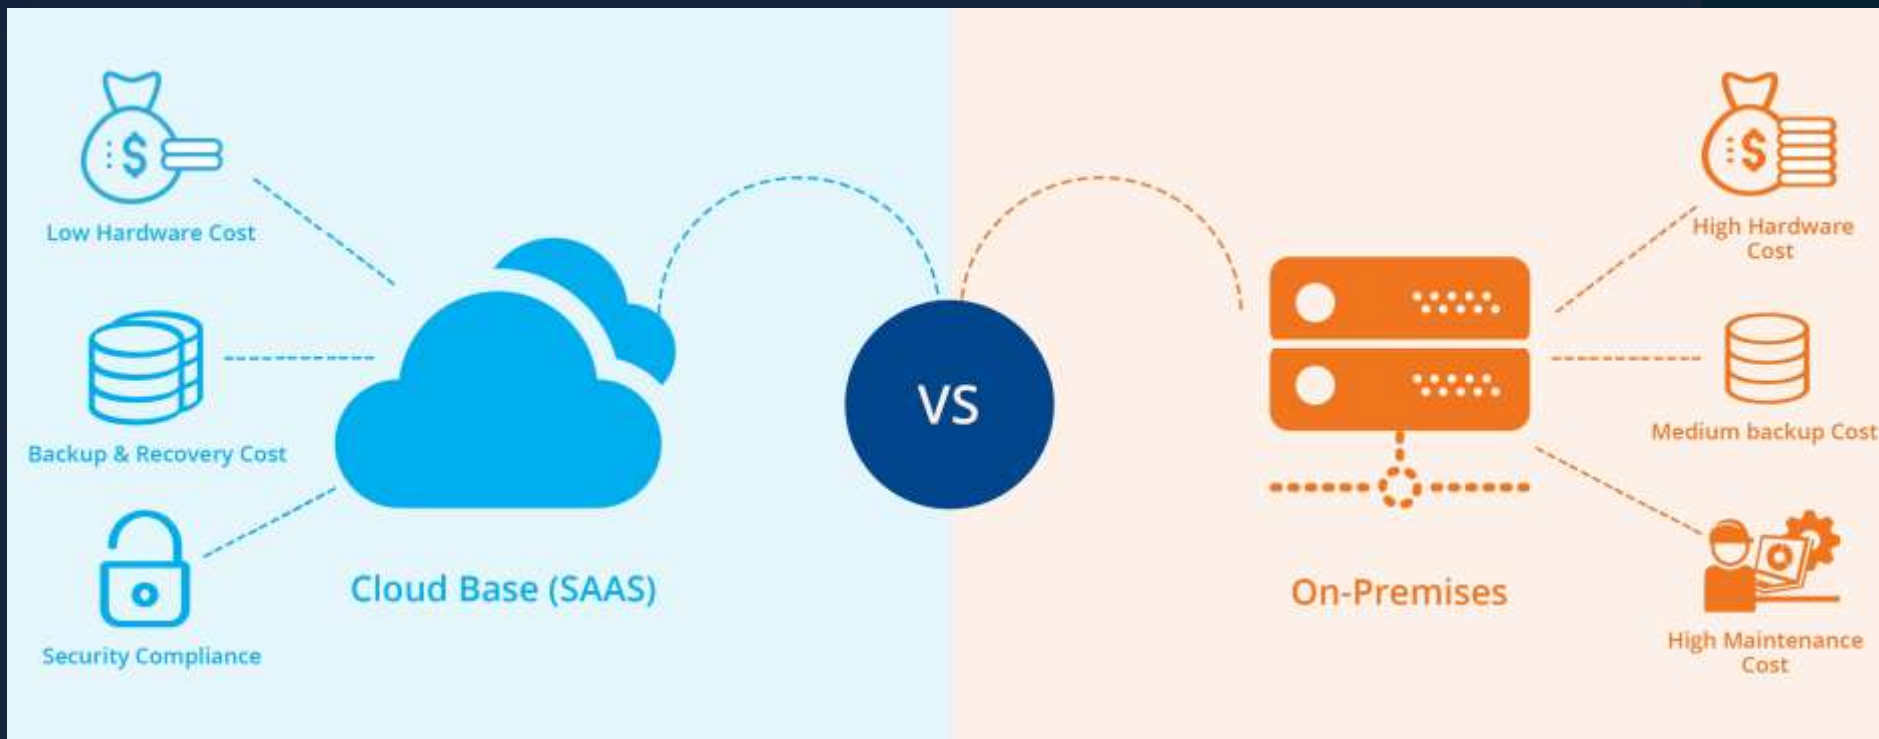 Low Hardware Cost
Backup & Recovery Cost
Security Compliance
Cloud Base (SAAS)
VS
On-Premises
High Hardware
Cost
Medium backup Cost
High Maintenance
Cost